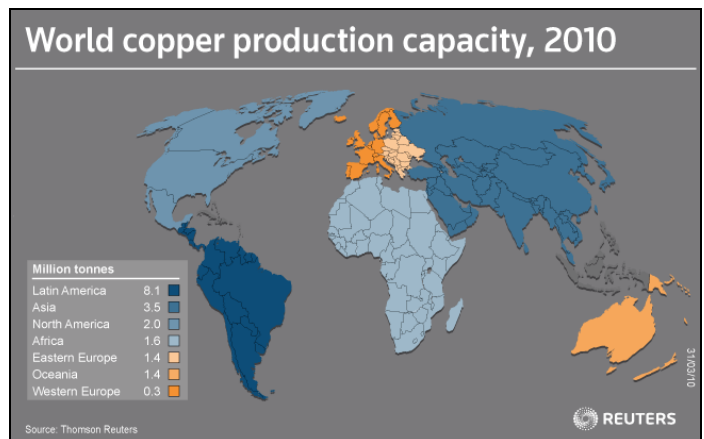 World copper production capacity, 2010
Million tonnes
Latin America 8.1
Asia 3.5
North America 2.0
Africa 1.6
Eastern Europe 1.4
Oceania 1.4
Western Europe 0.3
31/03/10
Source: Thomson Reuters
REUTERS